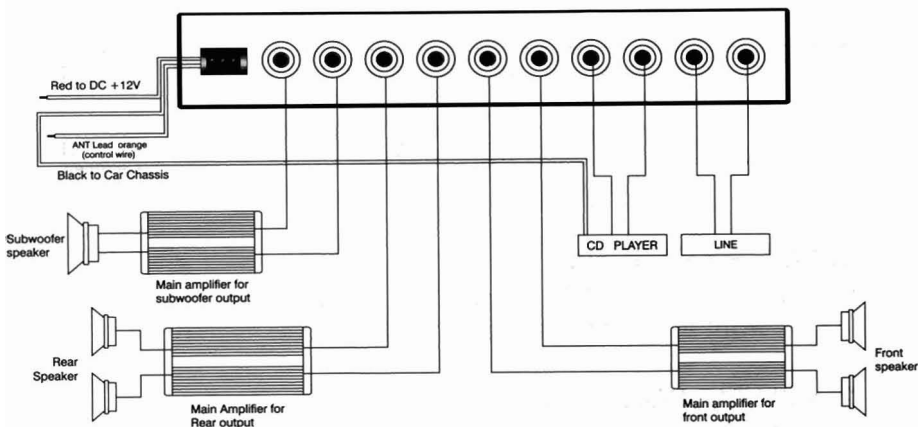 Red to DC +12V
ANT Lead orange
(control wire)
Black to Car Chassis
Subwoofer
speaker
CD PLAYER
LINE
Main amplifier for
subwoofer output
Rear
Speaker
Front
speaker
Main Amplifier for
Rear output
Main amplifier for
front output